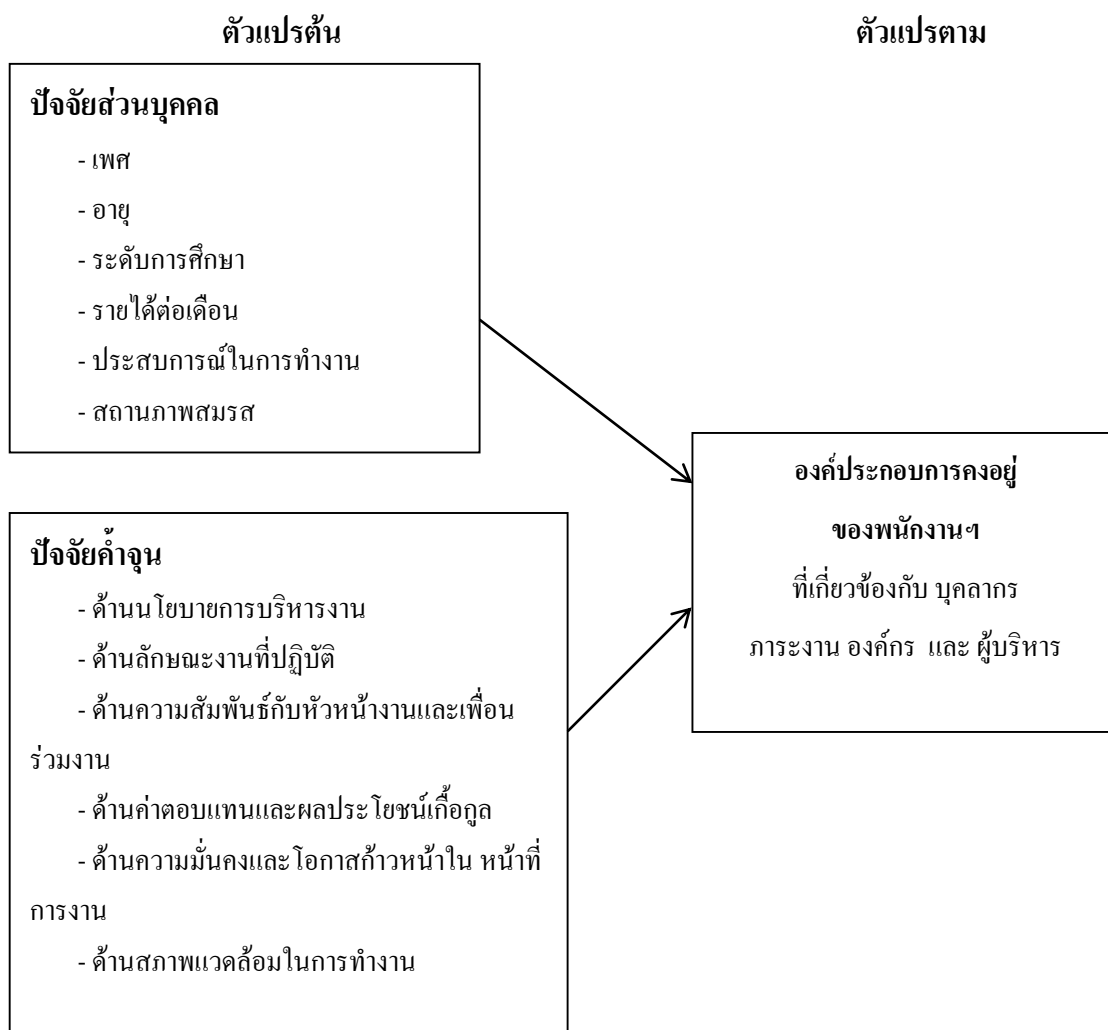 ตัวแปรต้น
ตัวแปรตาม
ปัจจัยส่วนบุคคล
- เพศ
- อายุ
- ระดับการศึกษา
- รายได้ต่อเดือน
- ประสบการณ์ในการทำงาน
- สถานภาพสมรส
ปัจจัยค้ำจุน
- ด้านนโยบายการบริหารงาน
- ด้านลักษณะงานที่ปฏิบัติ
- ด้านความสัมพันธ์กับหัวหน้างานและเพื่อน
ร่วมงาน
- ด้านค่าตอบแทนและผลประโยชน์เกื้อกูล
- ด้านความมั่นคงและโอกาสก้าวหน้าใน หน้าที่
การงาน
- ด้านสภาพแวดล้อมในการทำงาน
องค์ประกอบการคงอยู่
ของพนักงานฯ
ที่เกี่ยวข้องกับ บุคลากร
ภาระงาน องค์กร และ ผู้บริหาร